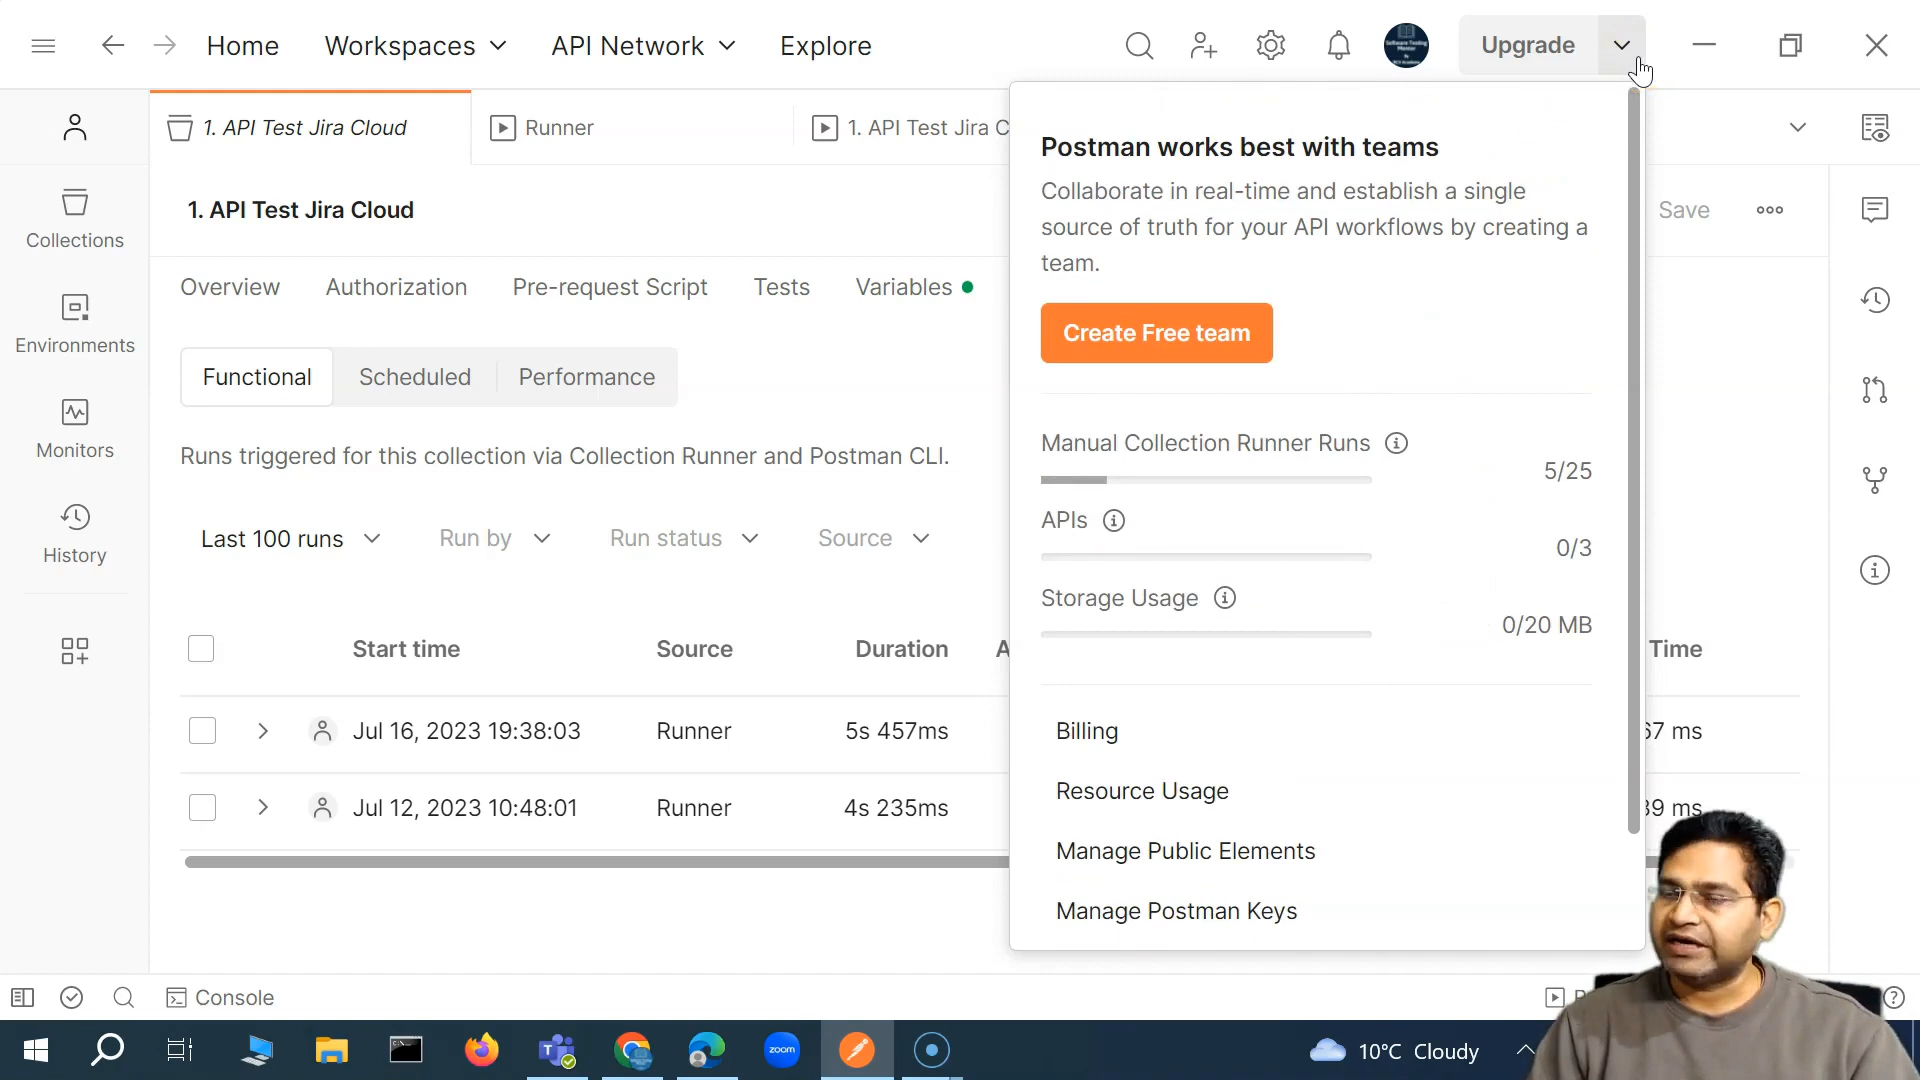 Home
Workspaces
API Network
Explore
Upgrade
1. API Test Jira Cloud
Runner
1. API Test Jira C
Postman works best with teams
Collaborate in real-time and establish a single
source of truth for your API workflows by creating a
team.
Create Free team
1. API Test Jira Cloud
Save
Collections
Overview
Authorization
Pre-request Script
Tests
Variables
Environments
Functional
Scheduled
Performance
Monitors
Manual Collection Runner Runs
5/25
Runs triggered for this collection via Collection Runner and Postman CLI.
APIs
0/3
Last 100 runs
Run by
Run status
Source
History
Storage Usage
0/20 MB
Start time
Source
Duration
Time
Jul 16, 2023 19:38:03
Runner
5s 457ms
67 ms
Jul 12, 2023 10:48:01
Runner
4s 235ms
39 ms
Billing
Resource Usage
Manage Public Elements
Manage Postman Keys
Console
zoom
10°C Cloudy